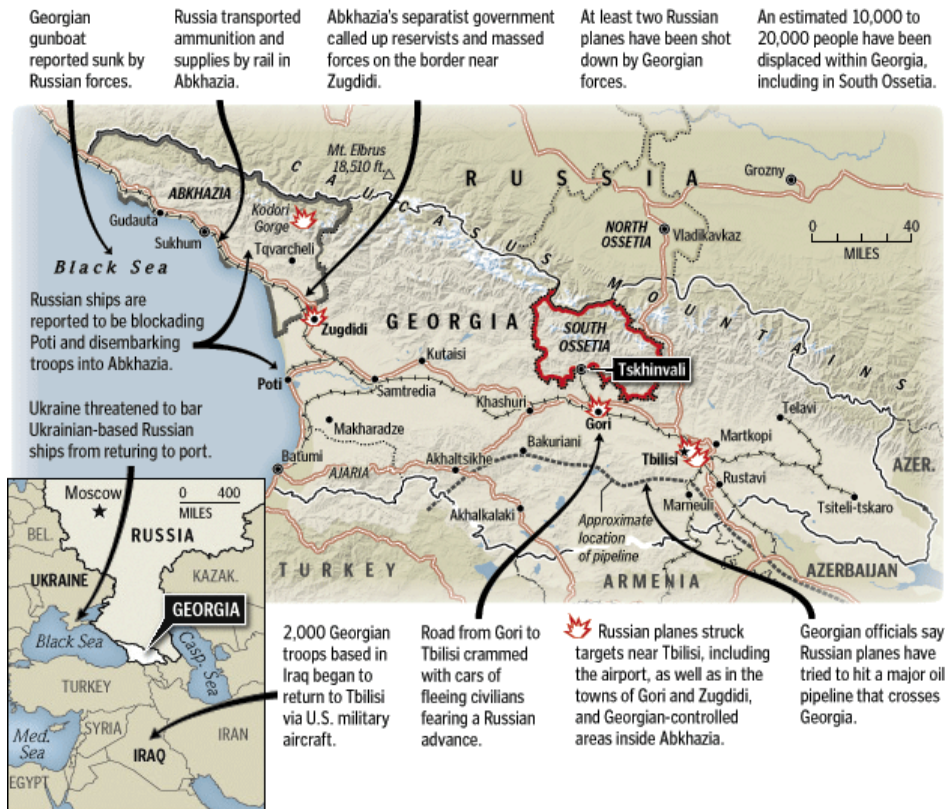 Georgian
gunboat
reported sunk by
Russian forces.
Russia transported
ammunition and
supplies by rail in
Abkhazia.
Abkhazia's separatist government
called up reservists and massed
forces on the border near
Zugdidi.
At least two Russian
planes have been shot
down by Georgian
forces.
An estimated 10,000 to
20,000 people have been
displaced within Georgia,
including in South Ossetia.
Mt. Elbrus
18,510 ft.
CAUCASUS MOUNTAINS
RUSSIA
Grozny
ABKHAZIA
Kodori
Gorge
Gudauta
Sukhum
Tqvarcheli
NORTH
OSSETIA
Vladikavkaz
0 40
MILES
Black Sea
Russian ships are
reported to be blockading
Poti and disembarking
troops into Abkhazia.
Zugdidi
GEORGIA
SOUTH
OSSETIA
Tskhinvali
Kutaisi
Poti
Samtredia
Khashuri
Gori
Telavi
Ukraine threatened to bar
Ukrainian-based Russian
ships from returing to port.
Makharadze
Bakuriani
Tbilisi
Martkopi
Batumi
AJARIA
Akhaltsikhe
Rustavi
AZER.
Marneuli
Tsiteli-tskaro
Akhalkalaki
Approximate
location
of pipeline
TURKEY
ARMENIA
AZERBAIJAN
Moscow
0 400
MILES
RUSSIA
BEL.
UKRAINE
KAZAK.
GEORGIA
Black Sea
Casp. Sea
TURKEY
Med.
Sea
SYRIA
IRAQ
IRAN
EGYPT
2,000 Georgian
troops based in
Iraq began to
return to Tbilisi
via U.S. military
aircraft.
Road from Gori to
Tbilisi crammed
with cars of
fleeing civilians
fearing a Russian
advance.
Russian planes struck
targets near Tbilisi, including
the airport, as well as in the
towns of Gori and Zugdidi,
and Georgian-controlled
areas inside Abkhazia.
Georgian officials say
Russian planes have
tried to hit a major oil
pipeline that crosses
Georgia.